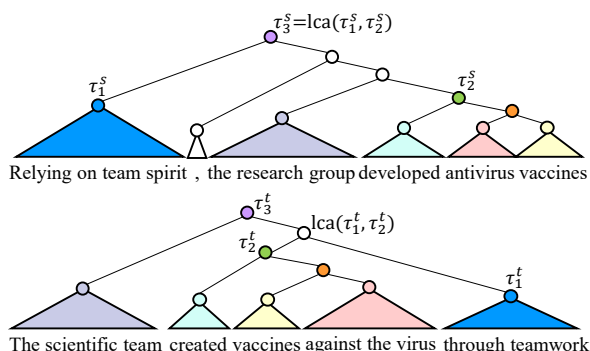 τ₃ˢ=lca(τ₁ˢ, τ₂ˢ)
τ₁ˢ
τ₂ˢ
Relying on team spirit , the research group developed antivirus vaccines
τ₃ᵗ
lca(τ₁ᵗ, τ₂ᵗ)
τ₂ᵗ
τ₁ᵗ
The scientific team created vaccines against the virus through teamwork